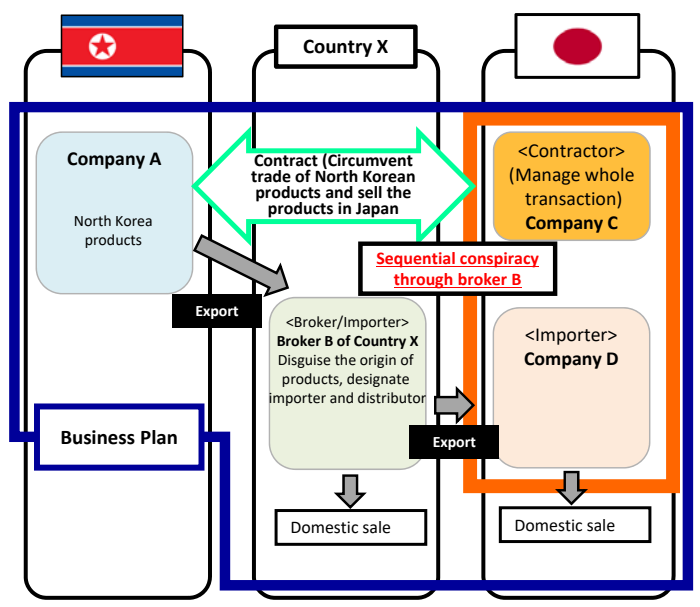 Country X
Company A
North Korea
products
Contract (Circumvent
trade of North Korean
products and sell the
products in Japan
<Contractor>
(Manage whole
transaction)
Company C
Sequential conspiracy
through broker B
Export
<Broker/Importer>
Broker B of Country X
Disguise the origin of
products, designate
importer and distributor
<Importer>
Company D
Business Plan
Export
Domestic sale
Domestic sale